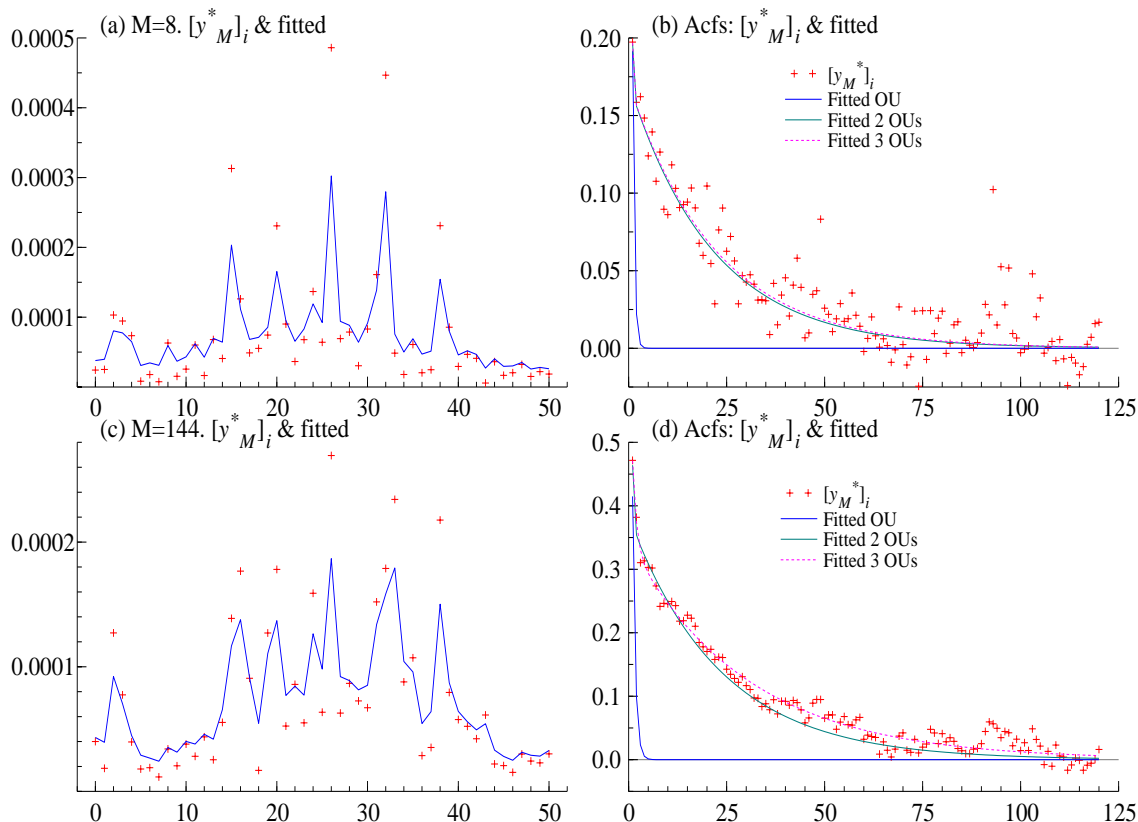 (a) M=8. [y*M]i & fitted
0.0005
0.0004
0.0003
0.0002
0.0001
0 10 20 30 40 50
(b) Acfs: [y*M]i & fitted
0.20
0.15
0.10
0.05
0.00
[yM*]i
Fitted OU
Fitted 2 OUs
Fitted 3 OUs
0 25 50 75 100 125
(c) M=144. [y*M]i & fitted
0.0002
0.0001
0 10 20 30 40 50
(d) Acfs: [y*M]i & fitted
0.5
0.4
0.3
0.2
0.1
0.0
[yM*]i
Fitted OU
Fitted 2 OUs
Fitted 3 OUs
0 25 50 75 100 125